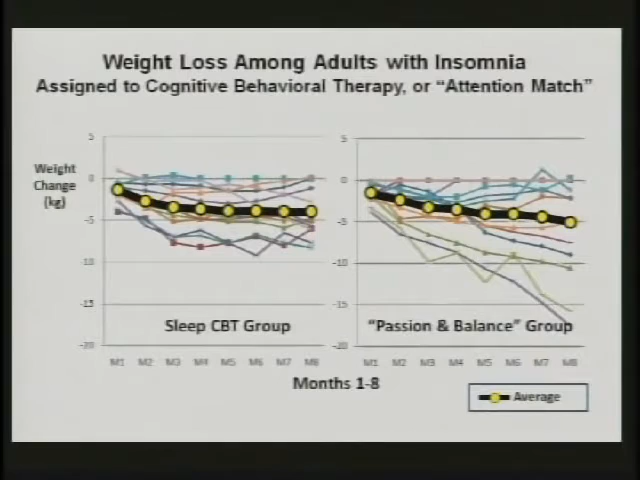 Weight Loss Among Adults with Insomnia
Assigned to Cognitive Behavioral Therapy, or “Attention Match”
Weight
Change
(kg)
5
0
-5
-10
-15
-20
Sleep CBT Group
M1 M2 M3 M4 M5 M6 M7 M8
5
0
-5
-10
-15
-20
“Passion & Balance” Group
M1 M2 M3 M4 M5 M6 M7 M8
Months 1-8
Average